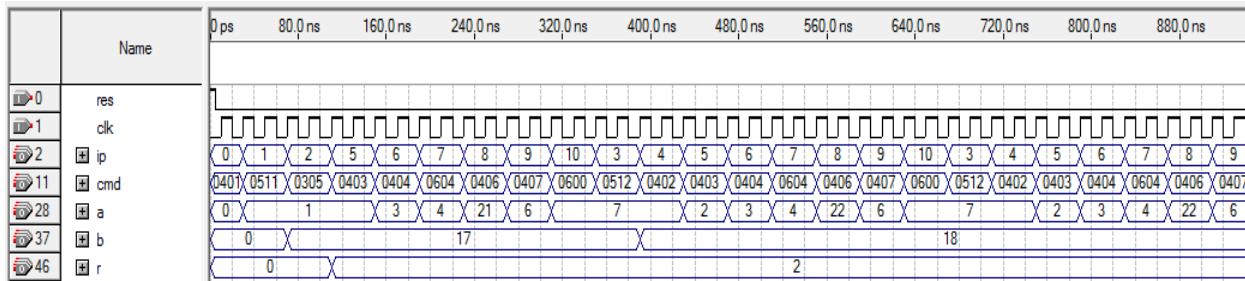 Name 0 ps 80.0 ns 160.0 ns 240.0 ns 320.0 ns 400.0 ns 480.0 ns 560.0 ns 640.0 ns 720.0 ns 800.0 ns 880.0 ns
0 res
1 clk
2 ip 0 1 2 5 6 7 8 9 10 3 4 5 6 7 8 9 10 3 4 5 6 7 8 9
11 cmd 0401 0511 0305 0403 0404 0604 0406 0407 0600 0512 0402 0403 0404 0604 0406 0407 0600 0512 0402 0403 0404 0604 0406 0407
28 a 0 1 3 4 21 6 7 2 3 4 22 6 7 2 3 4 22 6
37 b 0 17 18
46 r 0 2